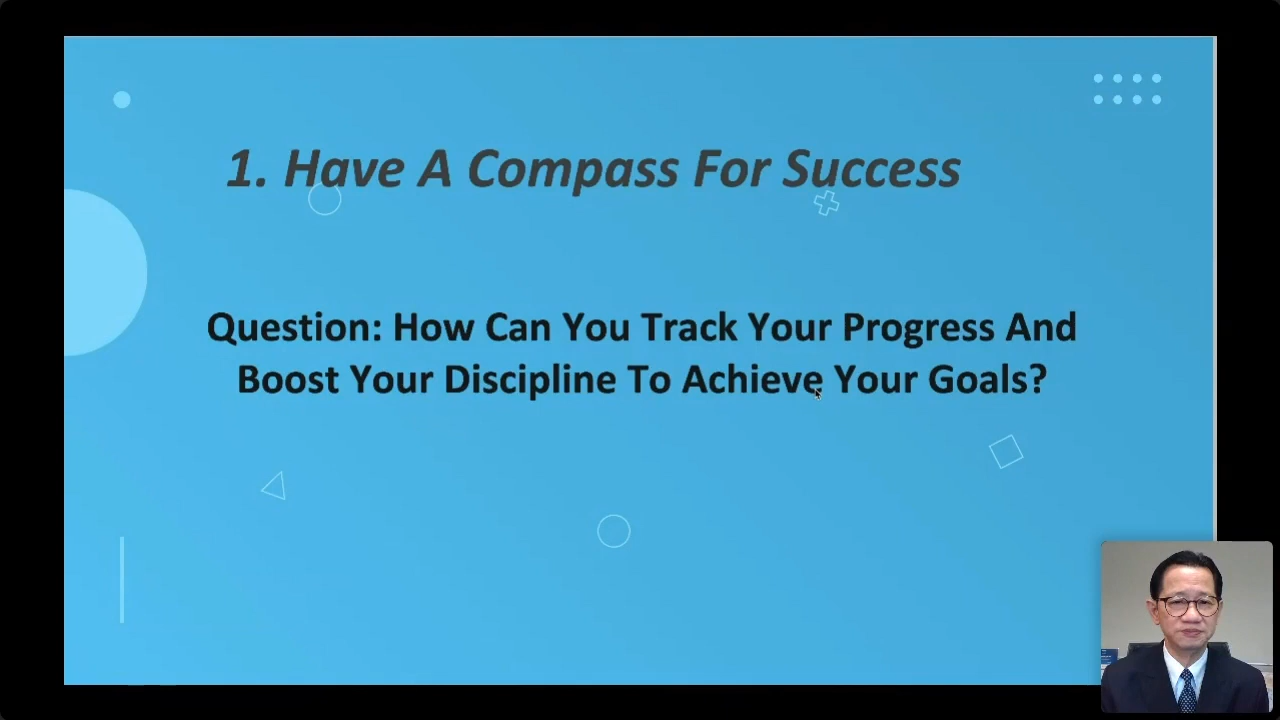 1. Have A Compass For Success
Question: How Can You Track Your Progress And
Boost Your Discipline To Achieve Your Goals?